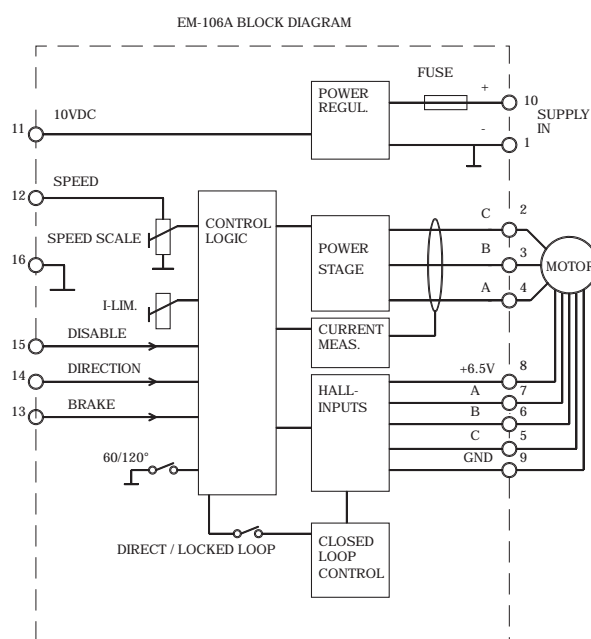 EM-106A BLOCK DIAGRAM
FUSE
POWER
REGUL.
+
10
SUPPLY
IN
-
1
10VDC
11
SPEED
12
SPEED SCALE
16
CONTROL
LOGIC
POWER
STAGE
C
2
B
3
A
4
MOTOR
I-LIM.
CURRENT
MEAS.
DISABLE
15
DIRECTION
14
BRAKE
13
HALL-
INPUTS
+6.5V
8
A
7
B
6
C
5
GND
9
60/120°
DIRECT / LOCKED LOOP
CLOSED
LOOP
CONTROL